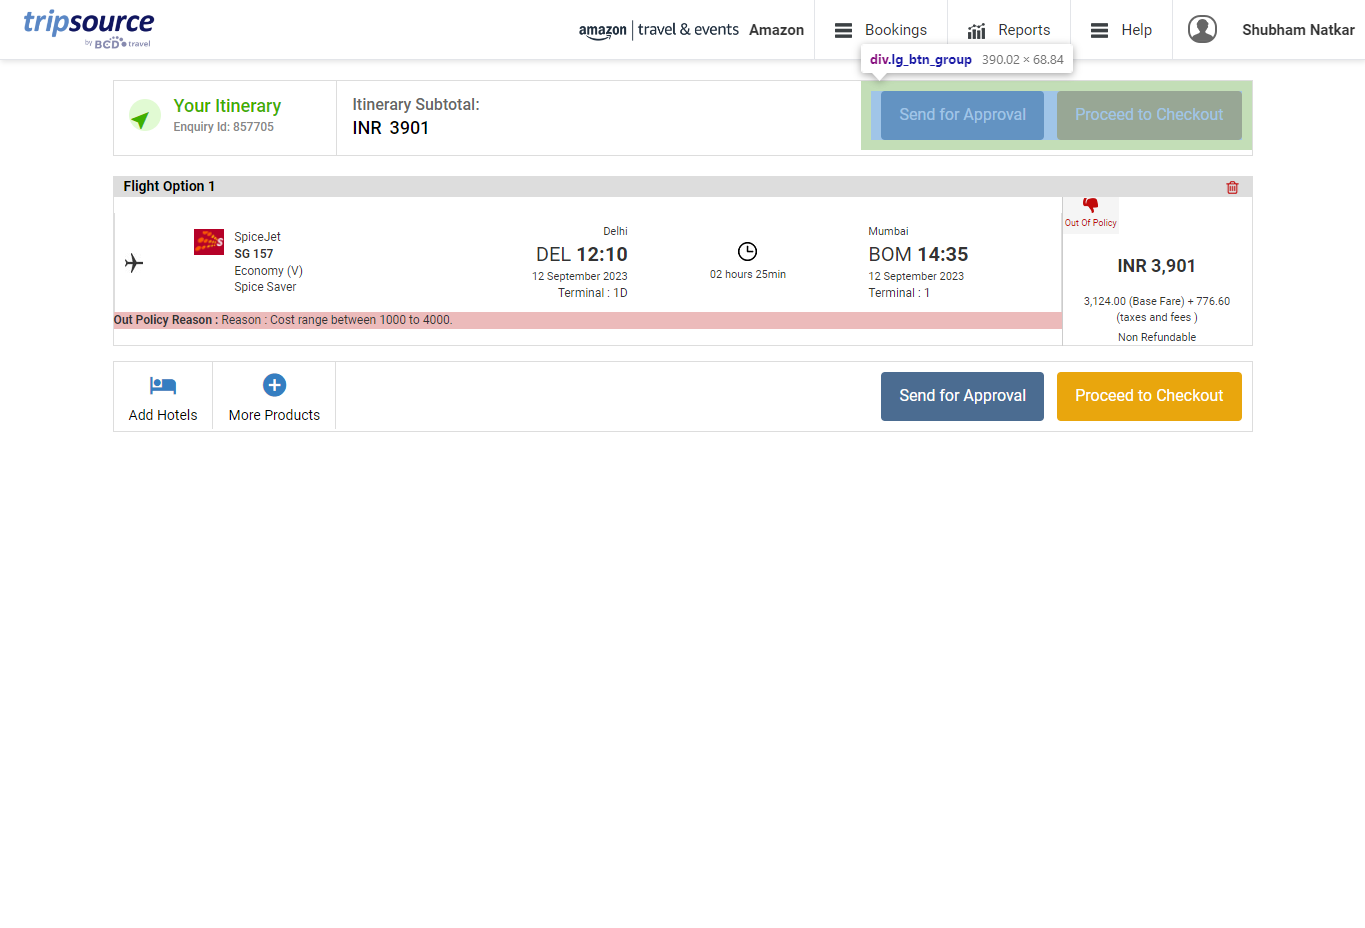 tripsource
by BCD travel
amazon | travel & events Amazon
Bookings
Reports
Help
Shubham Natkar
div.lg_btn_group 390.02 × 68.84
Your Itinerary
Enquiry Id: 857705
Itinerary Subtotal:
INR 3901
Send for Approval
Proceed to Checkout
Flight Option 1
Out Of Policy
SpiceJet
SG 157
Economy (V)
Spice Saver
Delhi
DEL 12:10
12 September 2023
Terminal : 1D
02 hours 25min
Mumbai
BOM 14:35
12 September 2023
Terminal : 1
INR 3,901
3,124.00 (Base Fare) + 776.60
(taxes and fees )
Non Refundable
Out Policy Reason : Reason : Cost range between 1000 to 4000.
Add Hotels
More Products
Send for Approval
Proceed to Checkout